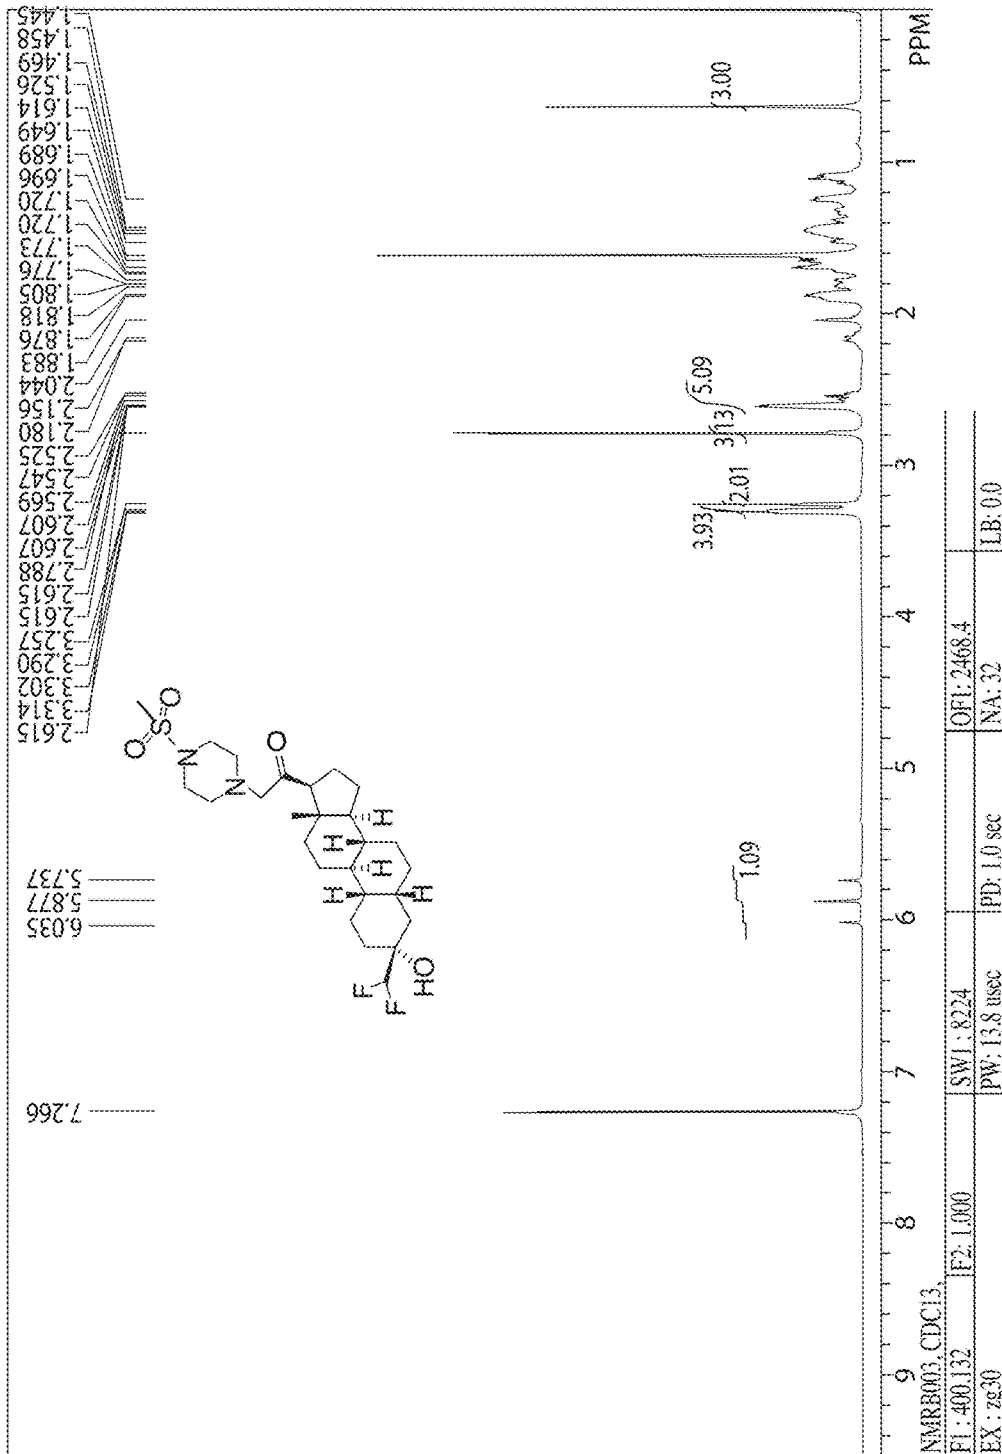 7.266
6.035
5.877
5.737
2.615
3.314
3.302
3.290
3.257
2.615
2.615
2.788
2.607
2.607
2.569
2.547
2.525
2.180
2.156
2.044
1.883
1.876
1.818
1.805
1.776
1.773
1.720
1.720
1.696
1.689
1.649
1.614
1.526
1.469
1.458
1.445
O
S
O
N
N
O
H
H
H
H
H
F
F
HO
1.09
3.93
2.01
3.13
5.09
3.00
9
8
7
6
5
4
3
2
1
PPM
NMRB003, CDCl3,
F1: 400.132 F2: 1.000 SW1: 8224 OF1: 2468.4
EX: zg30 PW: 13.8 usec PD: 1.0 sec NA: 32 LB: 0.0